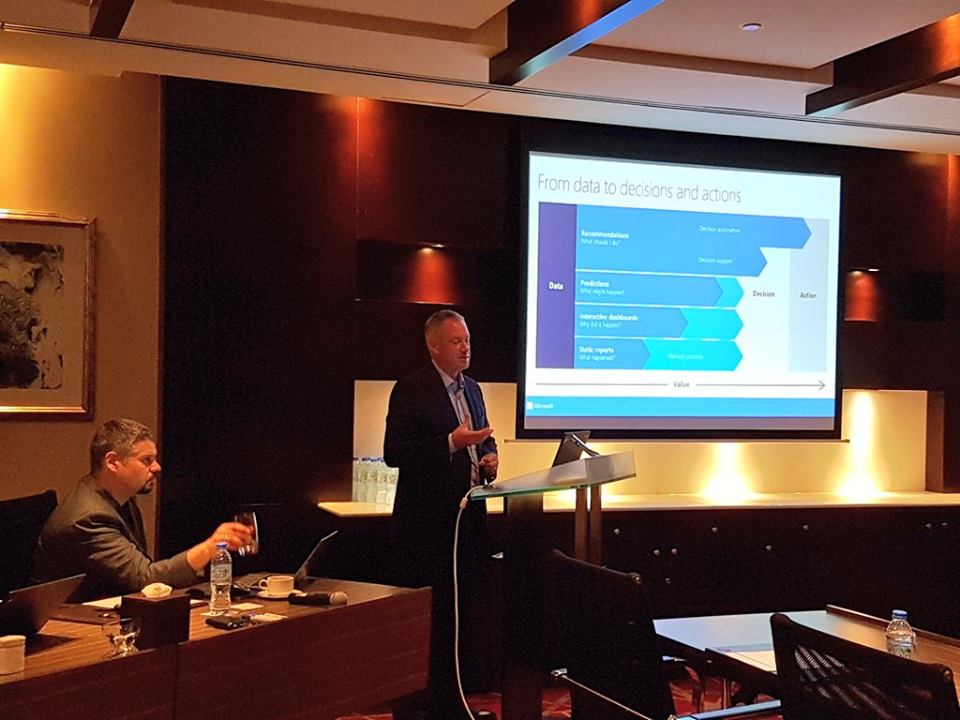 From data to decisions and actions
Data
Recommendations
What should I do?
Decision automation
Decision support
Predictions
What might happen?
Interactive dashboards
Why did it happen?
Static reports
What happened?
Manual process
Decision
Action
Value
Microsoft